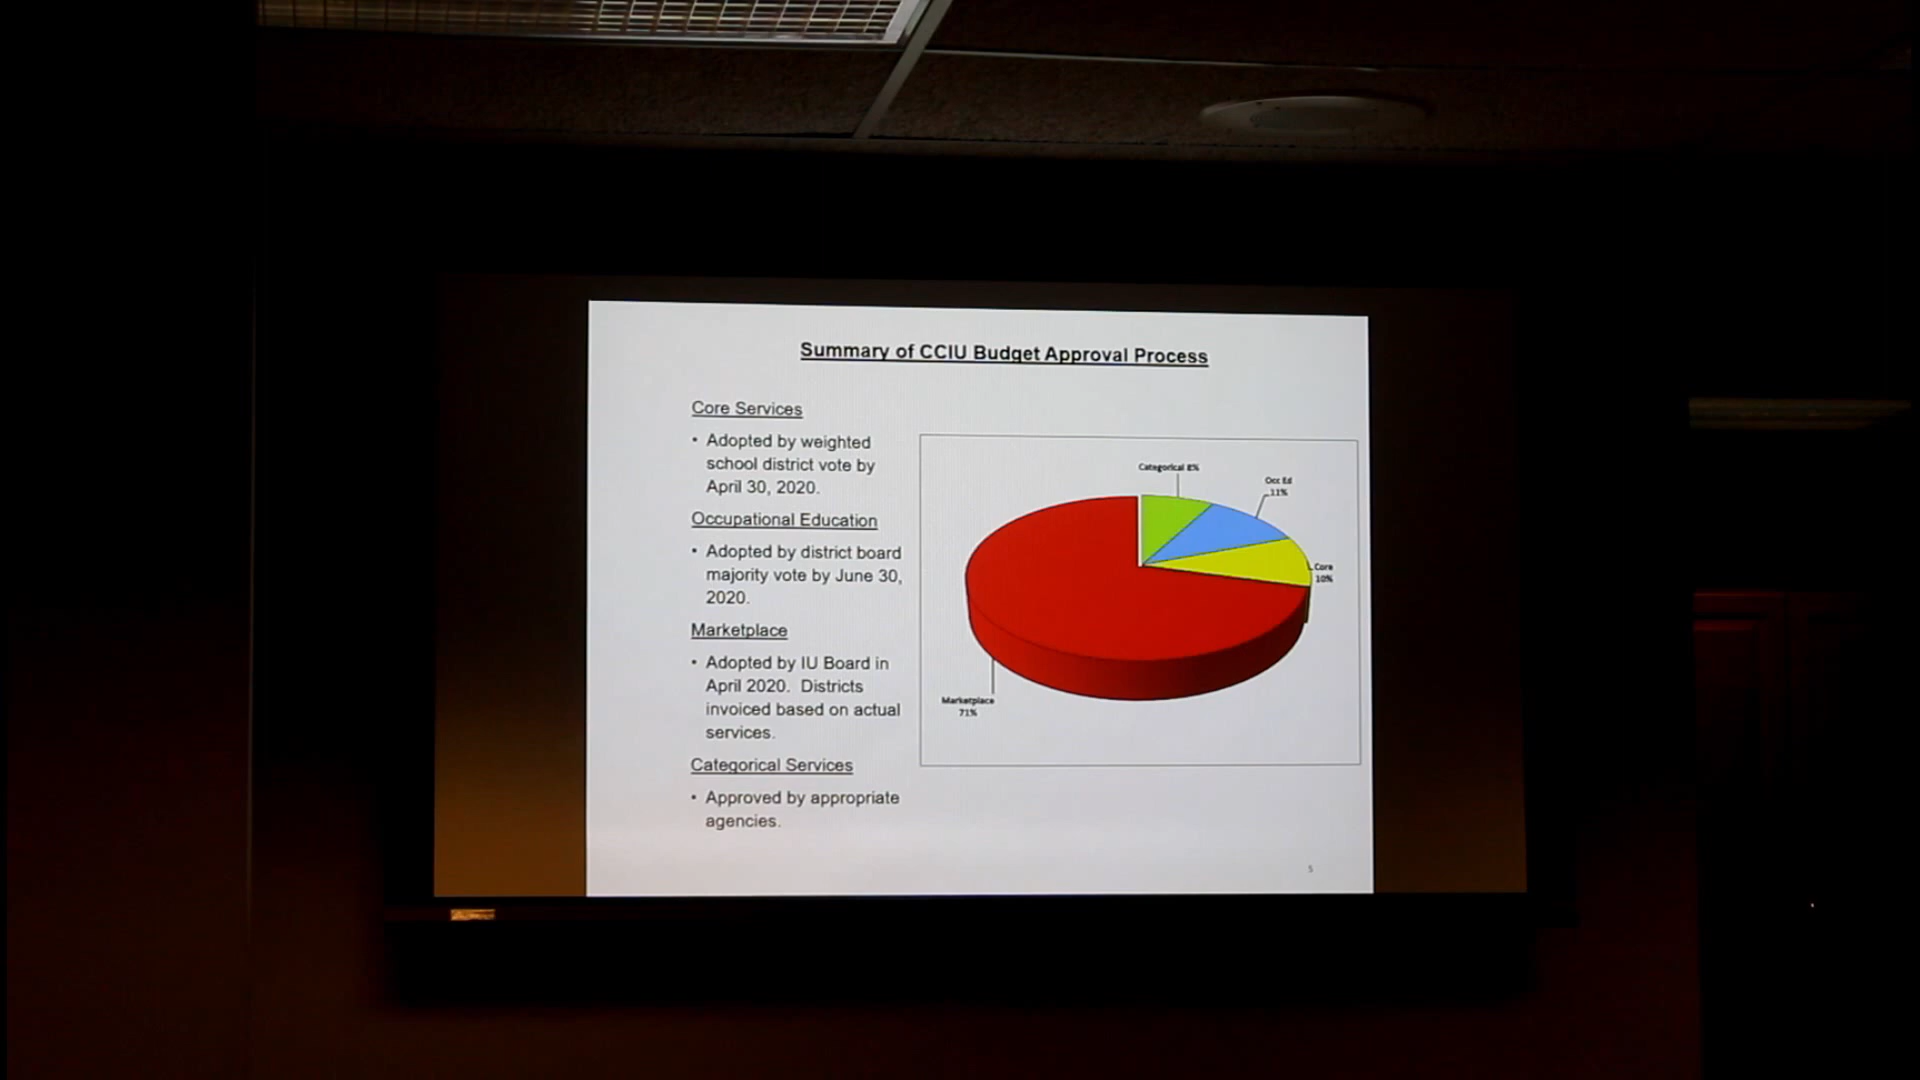 Summary of CCIU Budget Approval Process
Core Services
• Adopted by weighted
school district vote by
April 30, 2020.
Occupational Education
• Adopted by district board
majority vote by June 30,
2020.
Marketplace
• Adopted by IU Board in
April 2020. Districts
invoiced based on actual
services.
Categorical Services
• Approved by appropriate
agencies.
Categorical 8%
Occ Ed
11%
Core
10%
Marketplace
71%
5